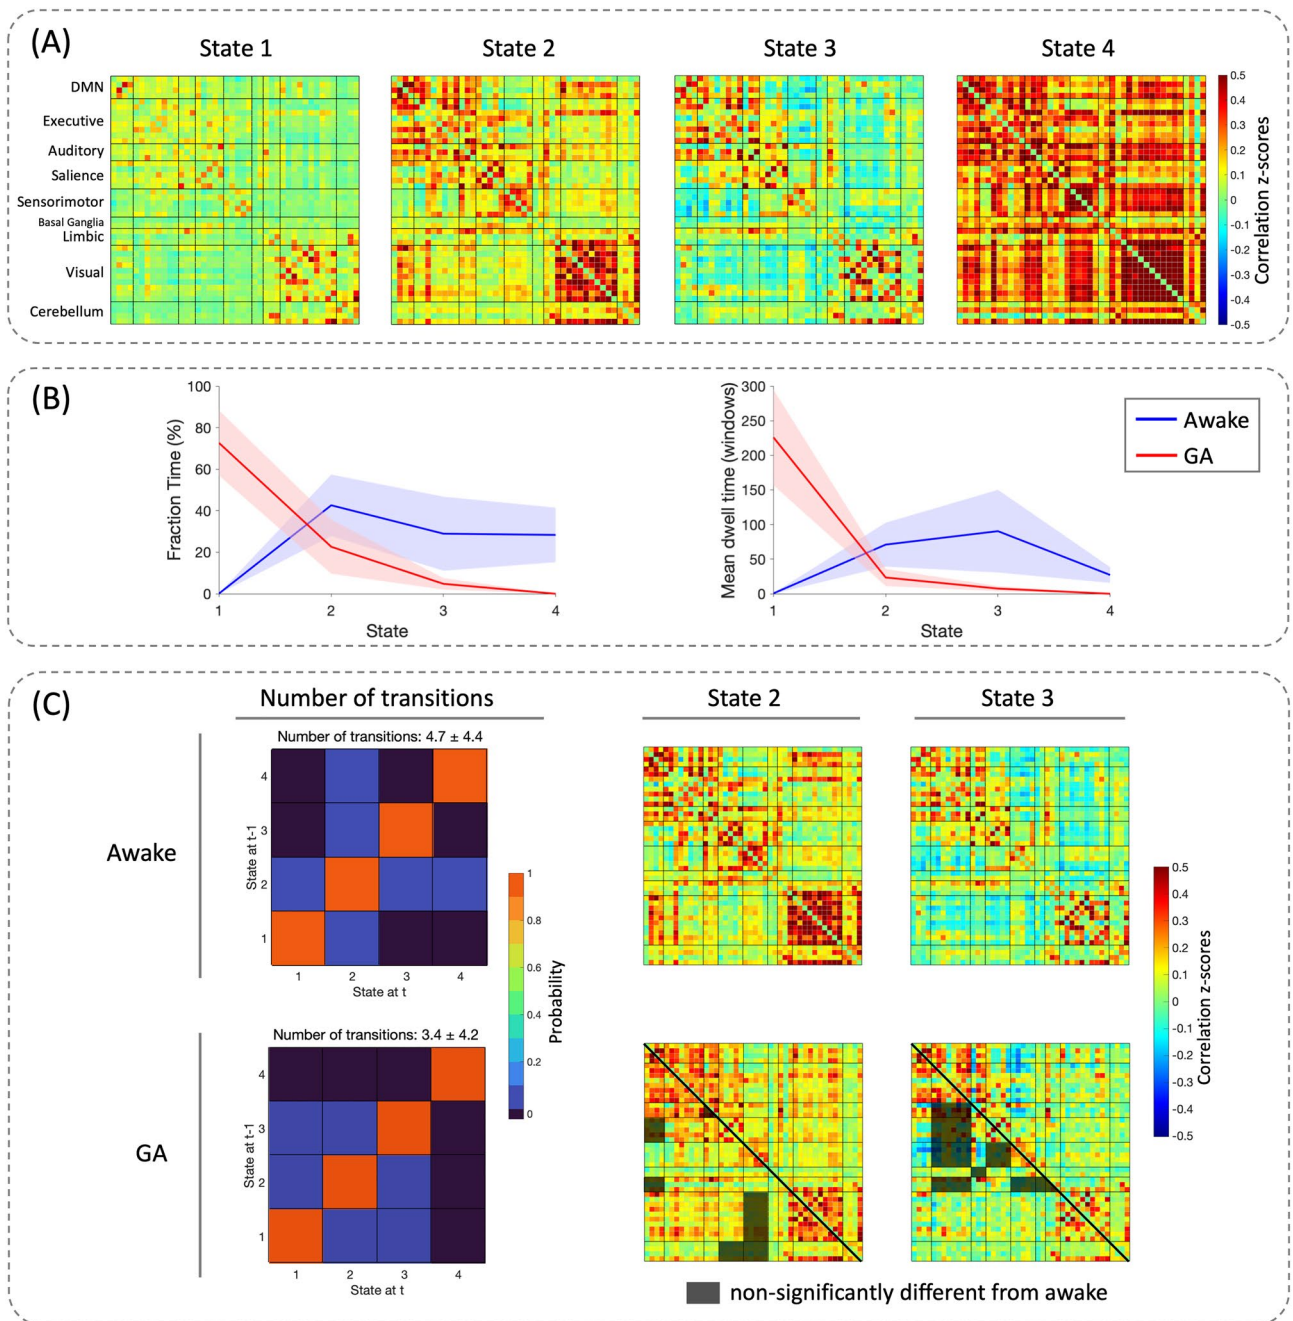 (A)
State 1
State 2
State 3
State 4
DMN
Executive
Auditory
Salience
Sensorimotor
Basal Ganglia
Limbic
Visual
Cerebellum
0.5
0.4
0.3
0.2
0.1
0
-0.1
-0.2
-0.3
-0.4
-0.5
Correlation z-scores
(B)
100
80
60
40
20
0
Fraction Time (%)
1 2 3 4
State
300
250
200
150
100
50
0
Mean dwell time (windows)
1 2 3 4
State
Awake
GA
(C)
Number of transitions
State 2
State 3
Awake
Number of transitions: 4.7 ± 4.4
4
3
2
1
State at t-1
1 2 3 4
State at t
1
0.8
0.6
0.4
0.2
0
Probability
0.5
0.4
0.3
0.2
0.1
0
-0.1
-0.2
-0.3
-0.4
-0.5
Correlation z-scores
GA
Number of transitions: 3.4 ± 4.2
4
3
2
1
State at t-1
1 2 3 4
State at t
non-significantly different from awake